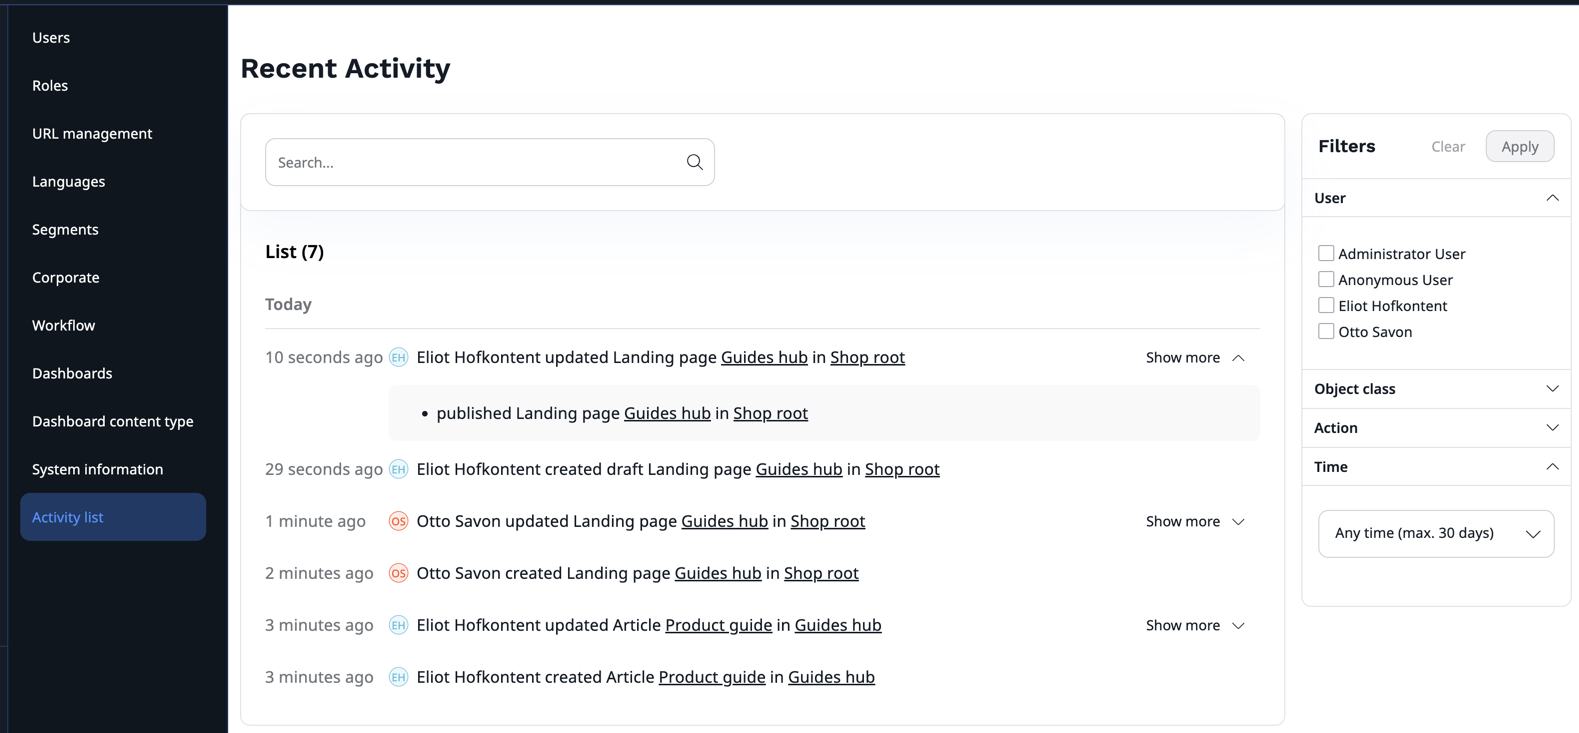 Users
Roles
URL management
Languages
Segments
Corporate
Workflow
Dashboards
Dashboard content type
System information
Activity list
Recent Activity
Search...
List (7)
Today
10 seconds ago EH Eliot Hofkontent updated Landing page Guides hub in Shop root Show more
• published Landing page Guides hub in Shop root
29 seconds ago EH Eliot Hofkontent created draft Landing page Guides hub in Shop root
1 minute ago OS Otto Savon updated Landing page Guides hub in Shop root Show more
2 minutes ago OS Otto Savon created Landing page Guides hub in Shop root
3 minutes ago EH Eliot Hofkontent updated Article Product guide in Guides hub Show more
3 minutes ago EH Eliot Hofkontent created Article Product guide in Guides hub
Filters Clear Apply
User
Administrator User
Anonymous User
Eliot Hofkontent
Otto Savon
Object class
Action
Time
Any time (max. 30 days)